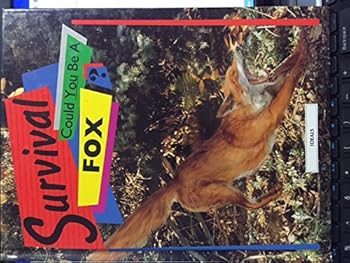 Survival
Could You Be A
FOX
?
IDEALS